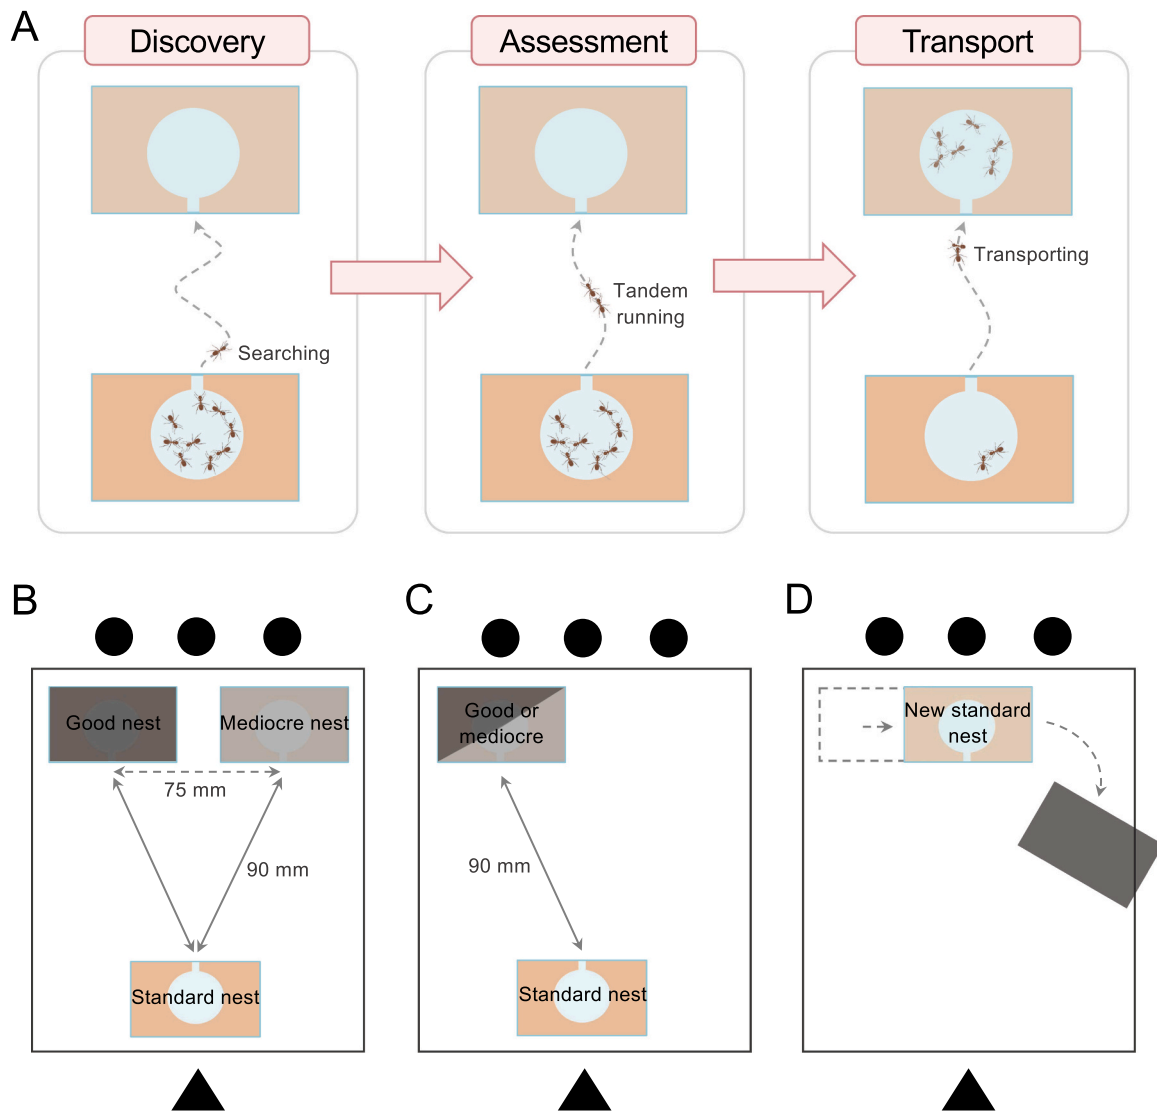 A
Discovery
Assessment
Transport
Searching
Tandem
running
Transporting
B
Good nest
Mediocre nest
75 mm
90 mm
Standard nest
C
Good or
mediocre
90 mm
Standard nest
D
New standard
nest